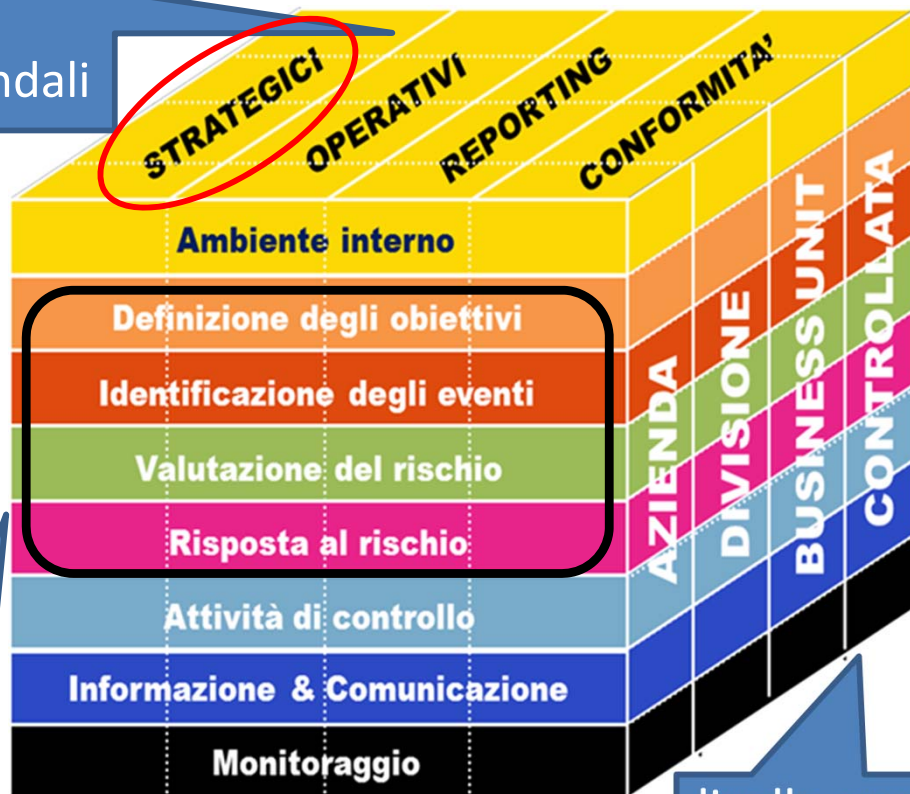 STRATEGICI
OPERATIVI
REPORTING
CONFORMITA'
Ambiente interno
Definizione degli obiettivi
Identificazione degli eventi
Valutazione del rischio
Risposta al rischio
Attività di controllo
Informazione & Comunicazione
Monitoraggio
AZIENDA
DIVISIONE
BUSINESS UNIT
CONTROLLATA